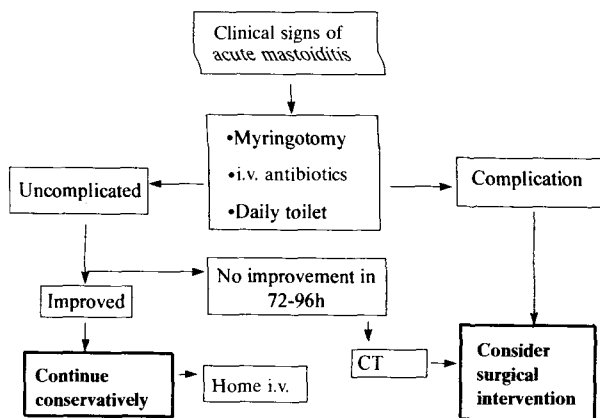 Clinical signs of
acute mastoiditis
•Myringotomy
•i.v. antibiotics
•Daily toilet
Uncomplicated
Complication
No improvement in
72-96h
Improved
CT
Consider
surgical
intervention
Continue
conservatively
Home i.v.